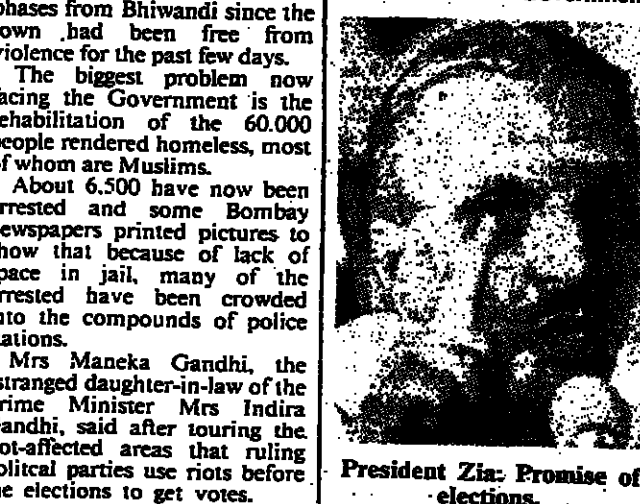 phases from Bhiwandi since the
town had been free from
violence for the past few days.
The biggest problem now
facing the Government is the
rehabilitation of the 60.000
people rendered homeless, most
of whom are Muslims.
About 6.500 have now been
arrested and some Bombay
newspapers printed pictures to
show that because of lack of
space in jail, many of the
arrested have been crowded
into the compounds of police
stations.
Mrs Maneka Gandhi, the
estranged daughter-in-law of the
Prime Minister Mrs Indira
Gandhi, said after touring the
riot-affected areas that ruling
politcal parties use riots before
the elections to get votes.
President Zia: Promise of
elections.